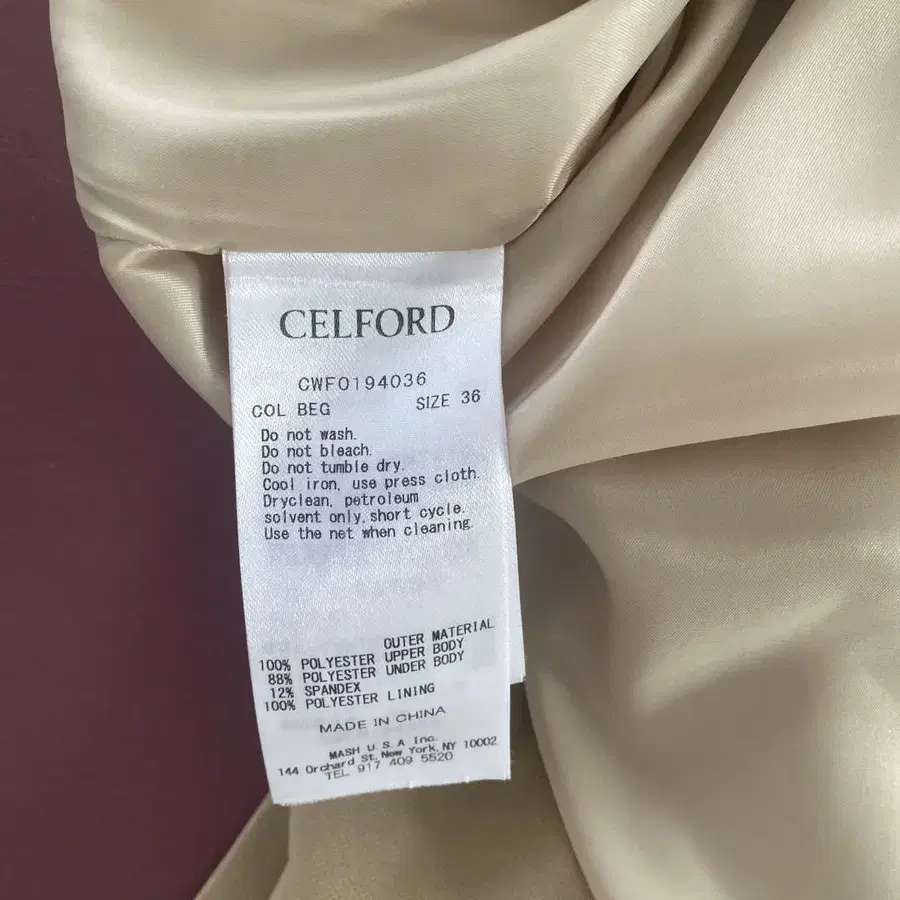 CELFORD
CWFO194036
COL BEG SIZE 36
Do not wash.
Do not bleach.
Do not tumble dry.
Cool iron, use press cloth.
Dryclean, petroleum
solvent only, short cycle.
Use the net when cleaning.
OUTER MATERIAL
100% POLYESTER UPPER BODY
88% POLYESTER UNDER BODY
12% SPANDEX
100% POLYESTER LINING
MADE IN CHINA
MASH U.S.A Inc.
144 Orchard St, New York, NY 10002
TEL 917 409 5520